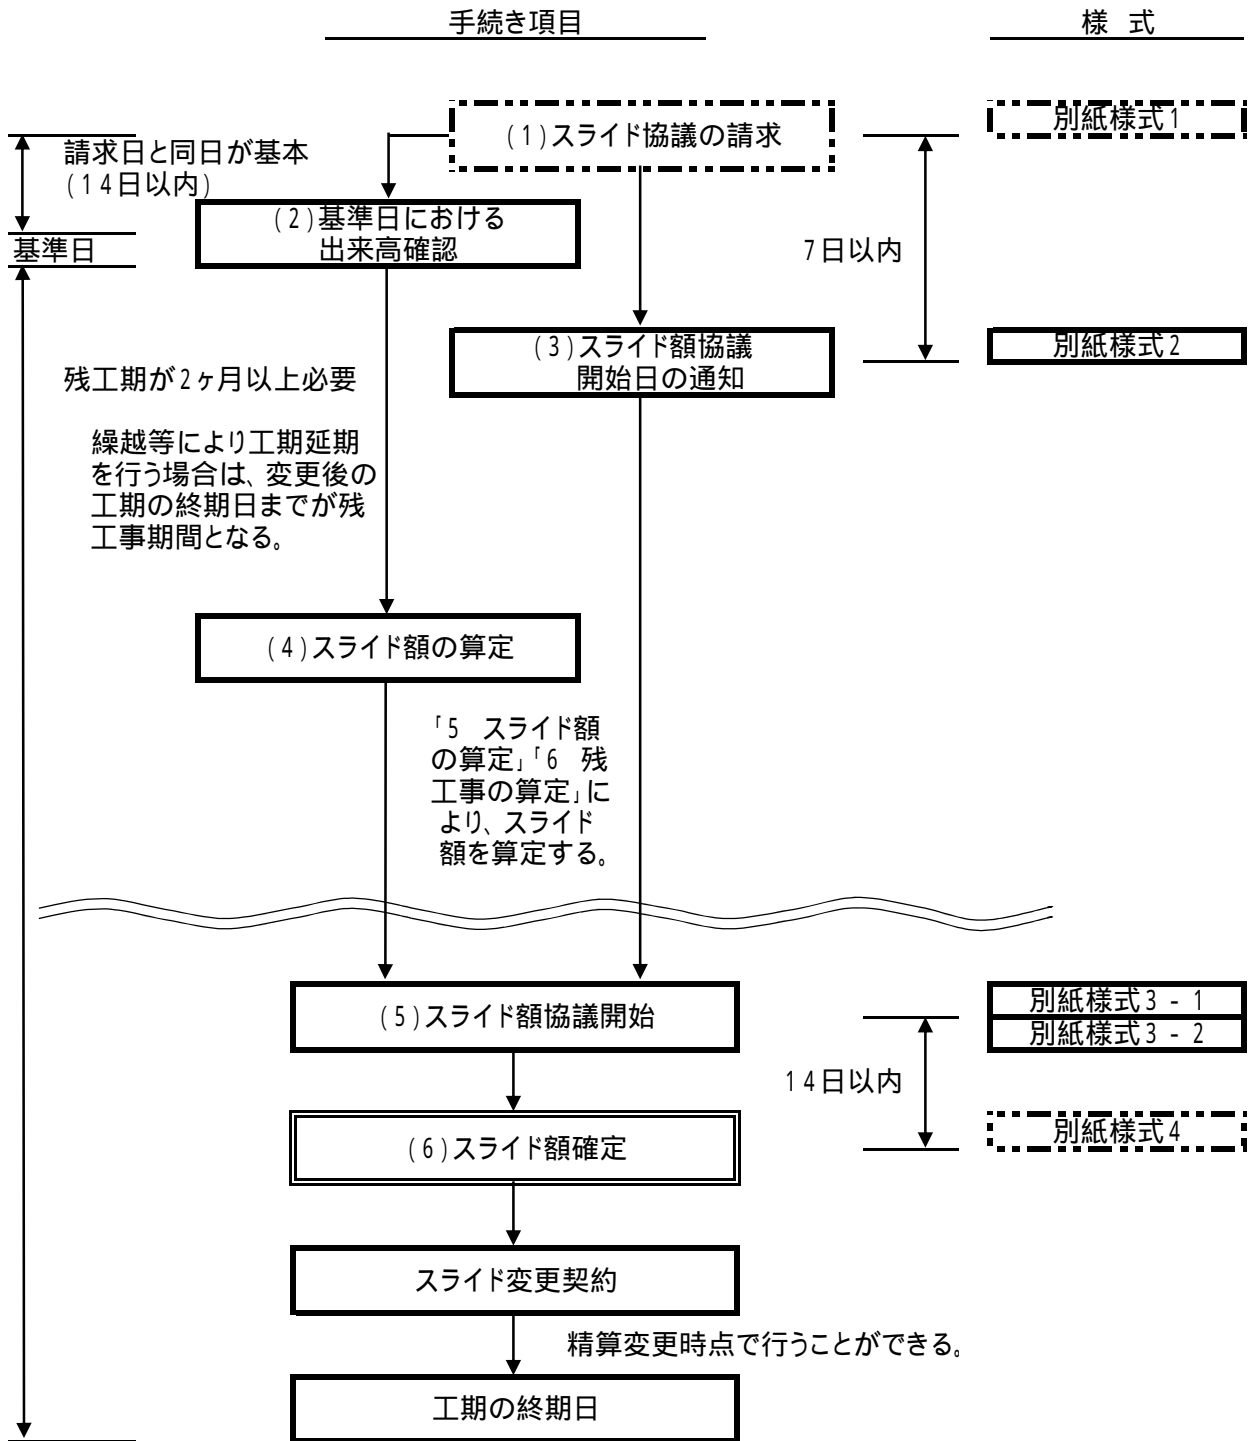 手続き項目
様 式
(1)スライド協議の請求
別紙様式1
請求日と同日が基本
(14日以内)
(2)基準日における
出来高確認
基準日
7日以内
(3)スライド額協議
開始日の通知
別紙様式2
残工期が2ヶ月以上必要
繰越等により工期延期
を行う場合は、変更後の
工期の終期日までが残
工事期間となる。
(4)スライド額の算定
「5 スライド額
の算定」「6 残
工事の算定」に
より、スライド
額を算定する。
(5)スライド額協議開始
別紙様式3-1
別紙様式3-2
14日以内
(6)スライド額確定
別紙様式4
スライド変更契約
精算変更時点で行うことができる。
工期の終期日